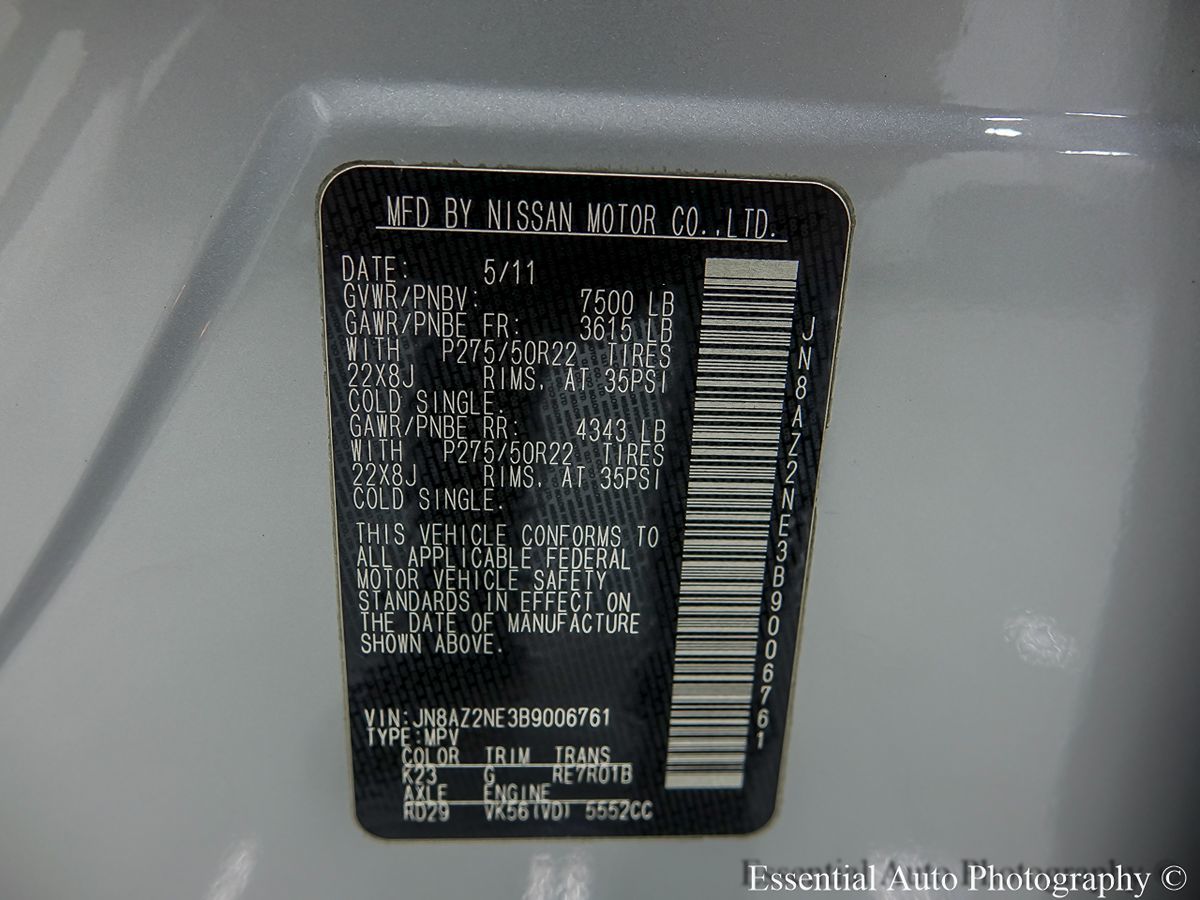 MFD BY NISSAN MOTOR CO.,LTD.
DATE: 5/11
GVWR/PNBV: 7500 LB
GAWR/PNBE FR: 3615 LB
WITH P275/50R22 TIRES
22X8J RIMS, AT 35PSI
COLD SINGLE.
GAWR/PNBE RR: 4343 LB
WITH P275/50R22 TIRES
22X8J RIMS, AT 35PSI
COLD SINGLE.
THIS VEHICLE CONFORMS TO
ALL APPLICABLE FEDERAL
MOTOR VEHICLE SAFETY
STANDARDS IN EFFECT ON
THE DATE OF MANUFACTURE
SHOWN ABOVE.
VIN:JN8AZ2NE3B9006761
TYPE:MPV
COLOR TRIM TRANS
K23 G RE7R01B
AXLE ENGINE
RD29 VK56(VD) 5552CC
JN8AZ2NE3B9006761
Essential Auto Photography ©